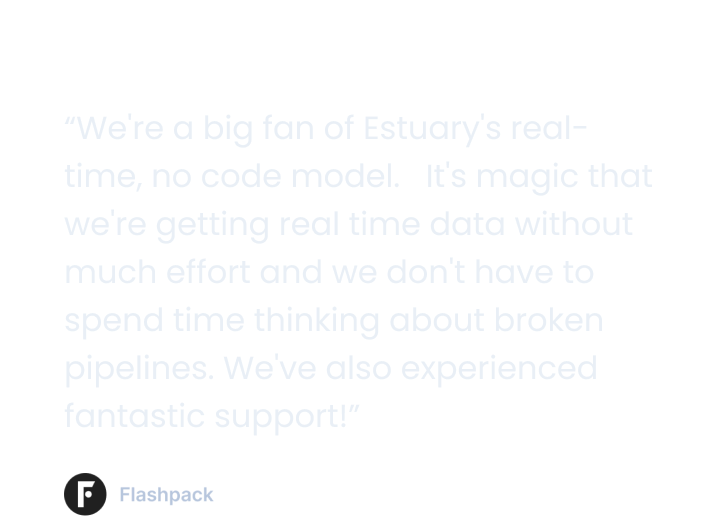 “We're a big fan of Estuary's real-
time, no code model.   It's magic that
we're getting real time data without
much effort and we don't have to
spend time thinking about broken
pipelines. We've also experienced
fantastic support!”
Flashpack